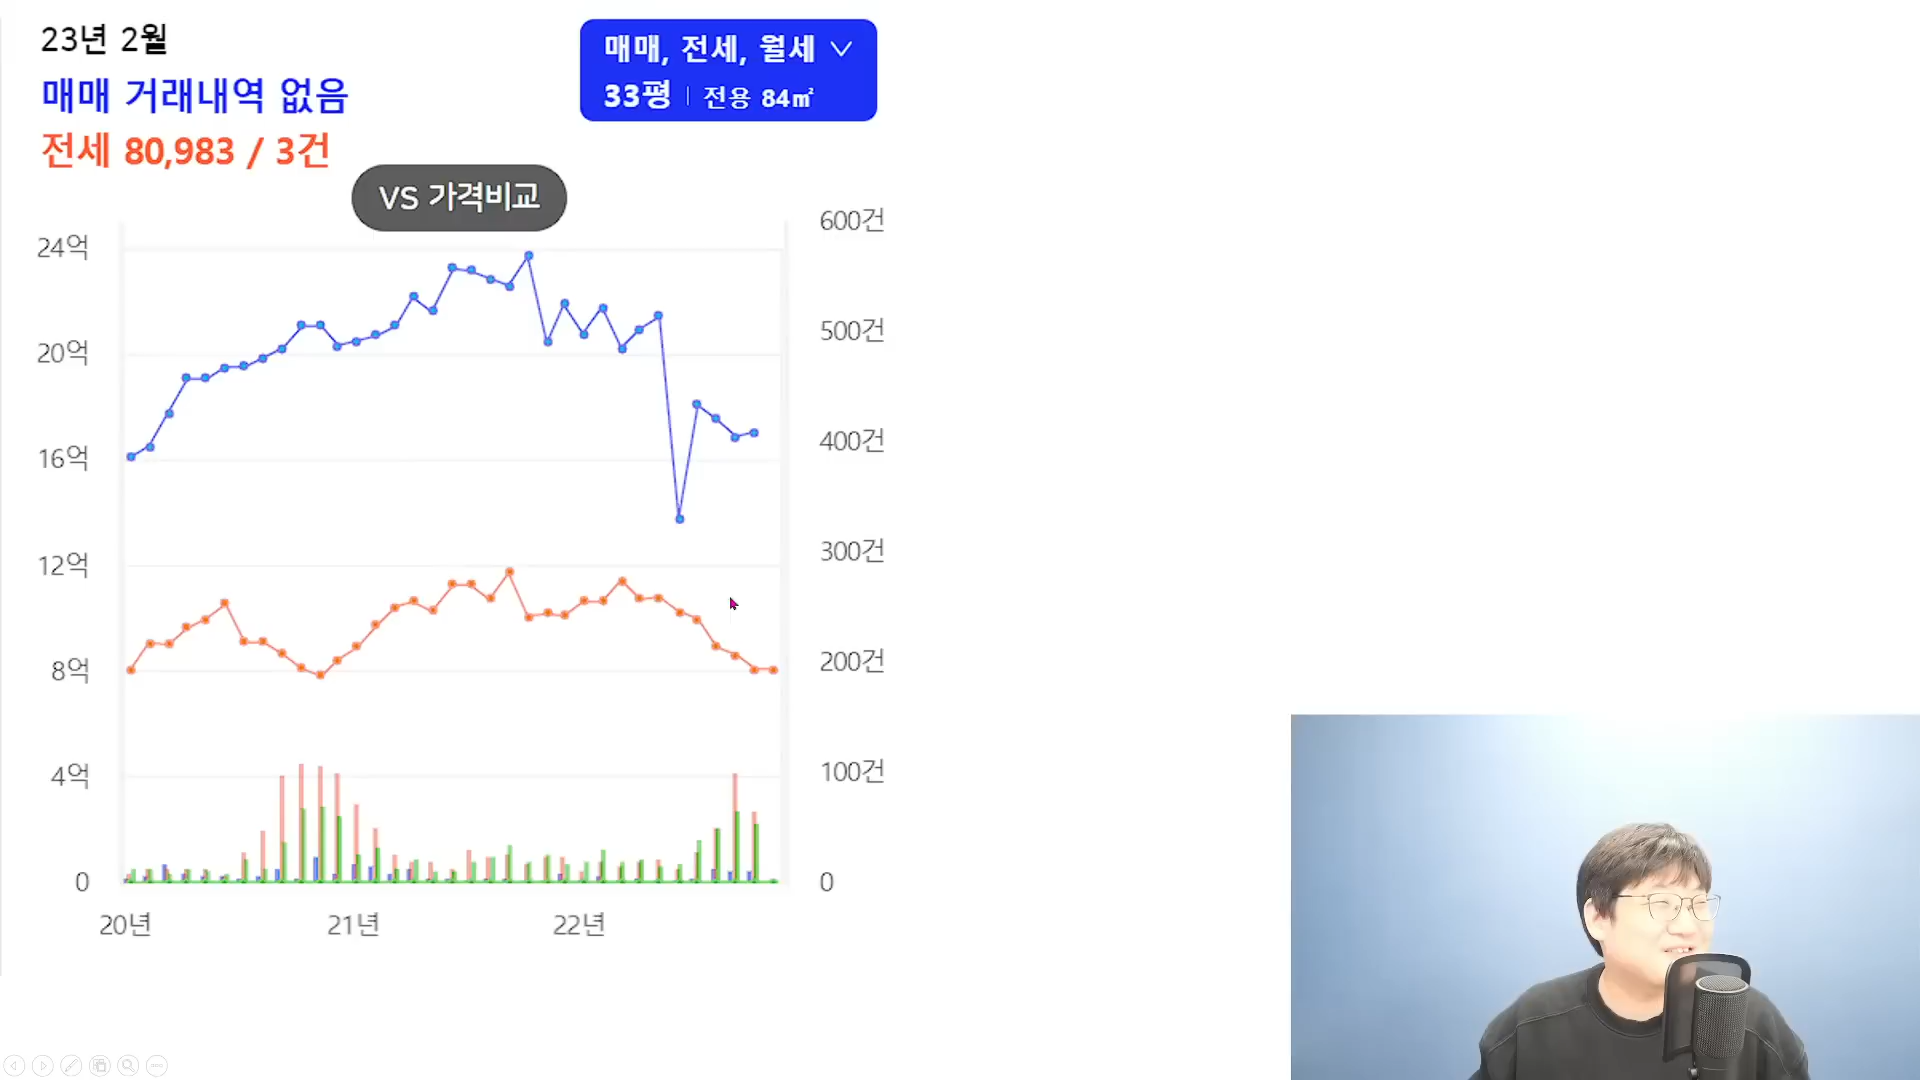 23년 2월
매매 거래내역 없음
전세 80,983 / 3건
매매, 전세, 월세
33평 | 전용 84㎡
VS 가격비교
24억
20억
16억
12억
8억
4억
0
600건
500건
400건
300건
200건
100건
0
20년
21년
22년